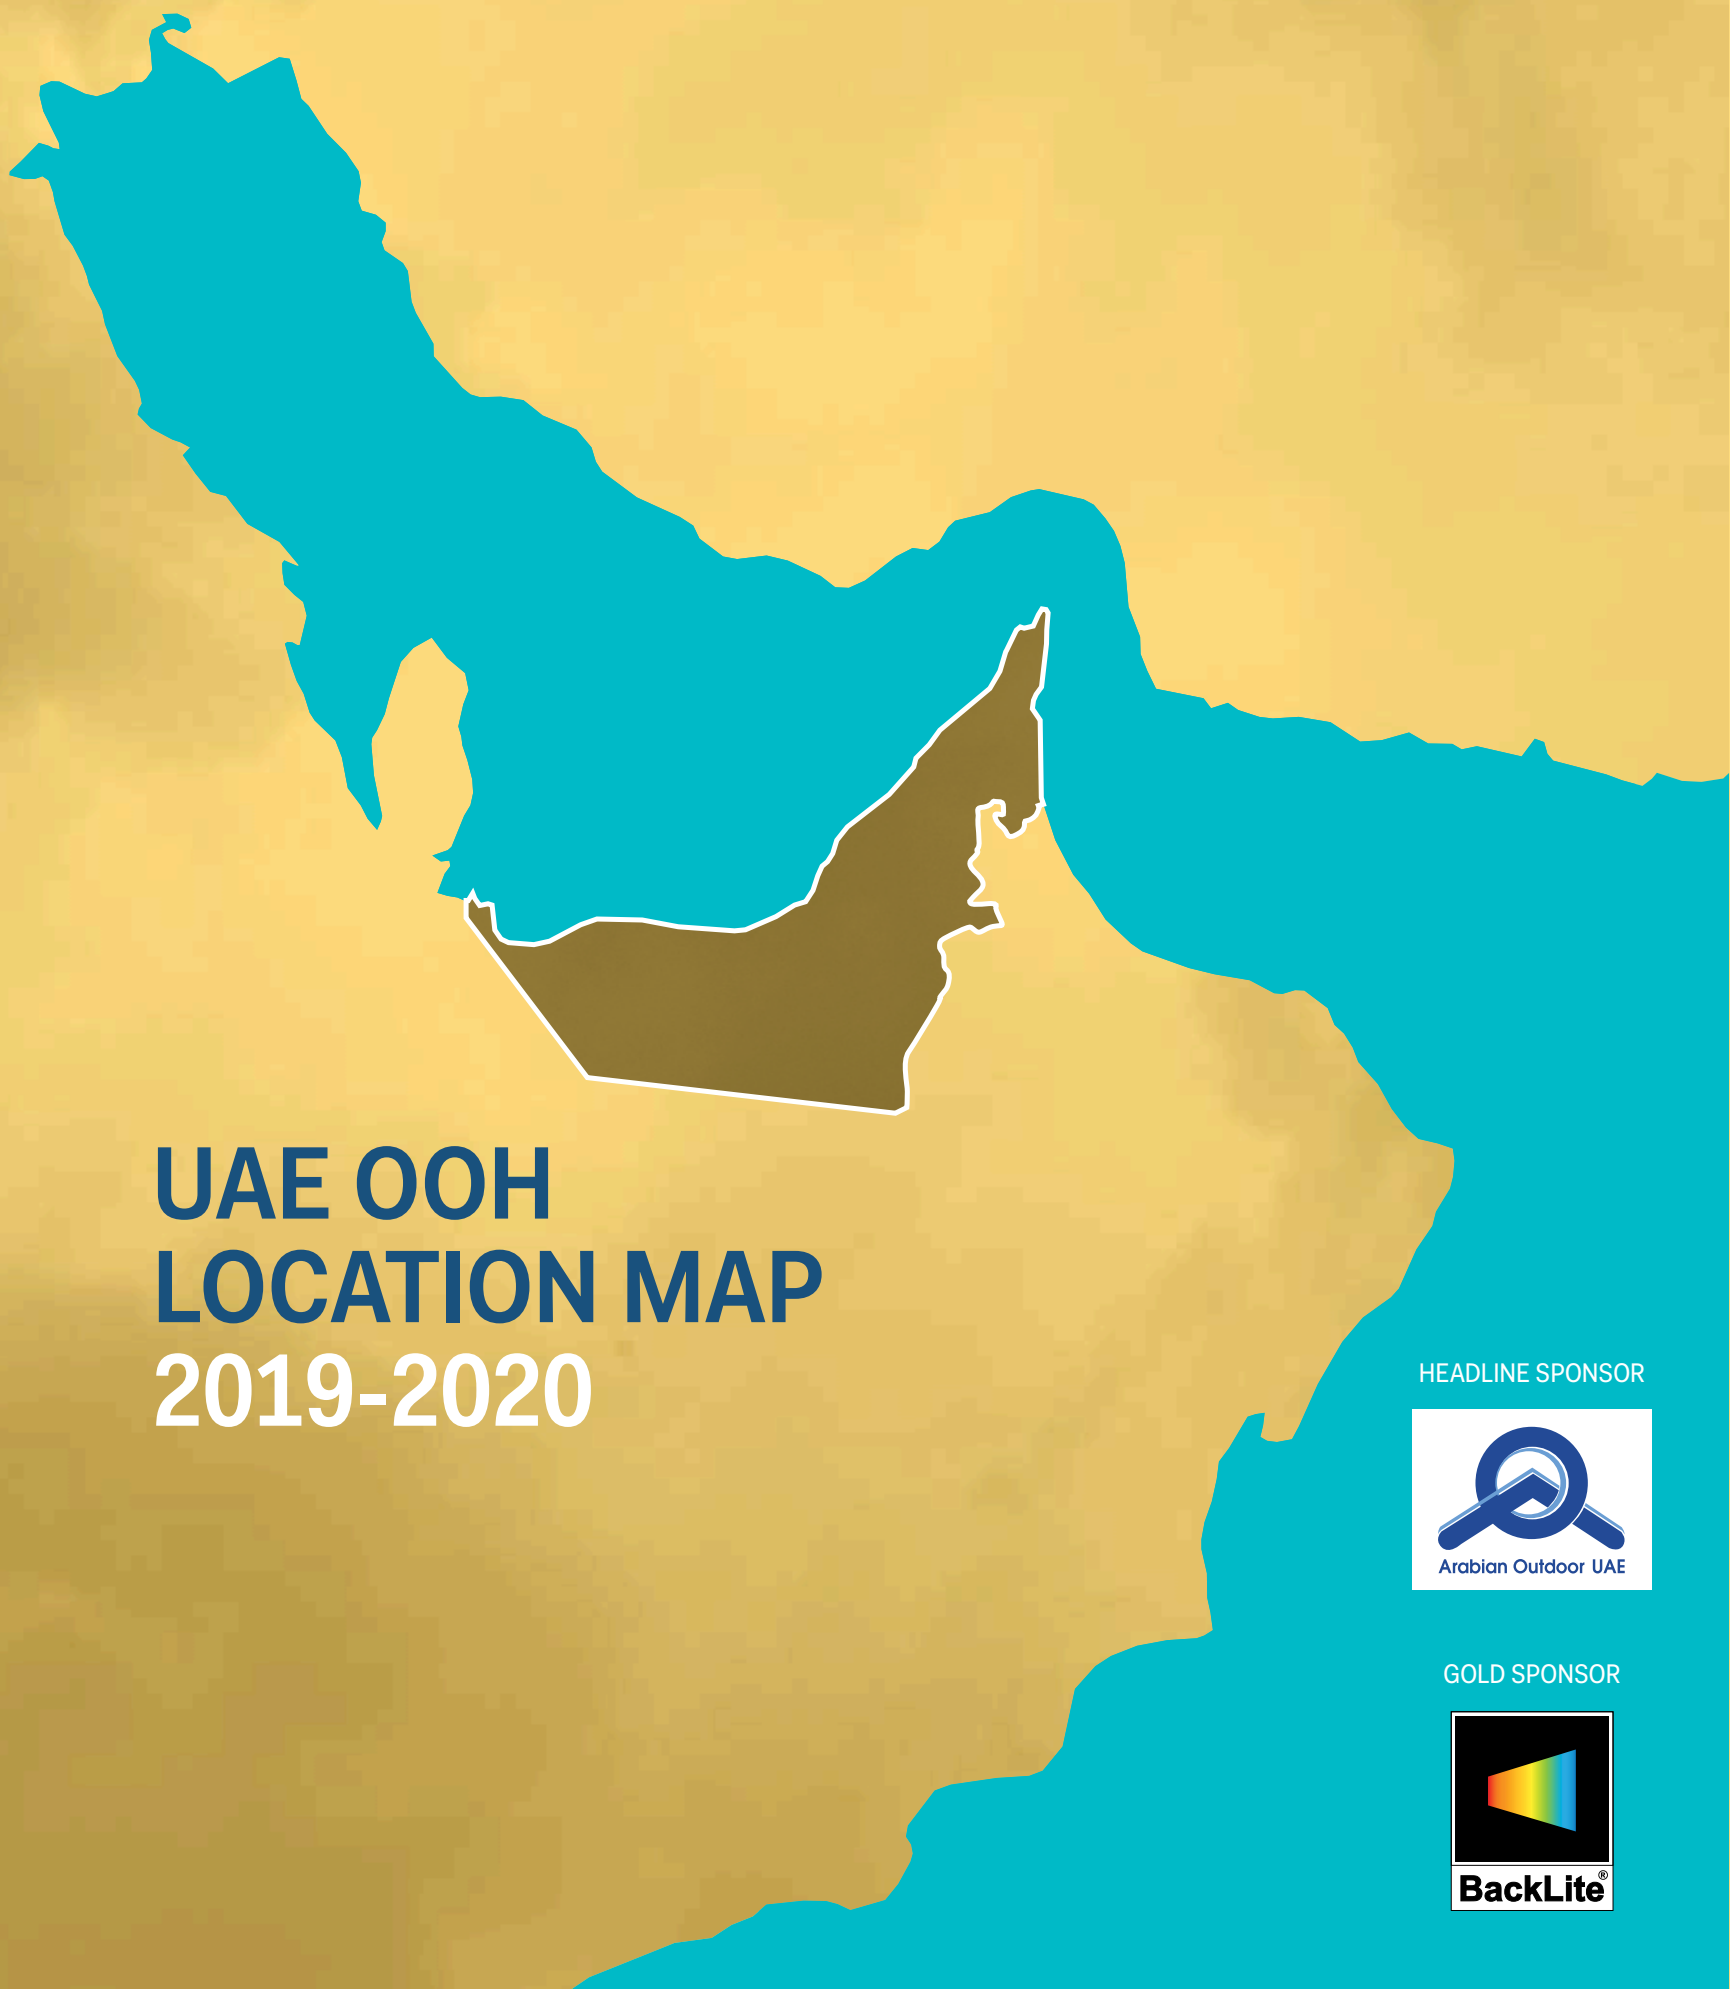 UAE OOH
LOCATION MAP
2019-2020
HEADLINE SPONSOR
Arabian Outdoor UAE
GOLD SPONSOR
BackLite®